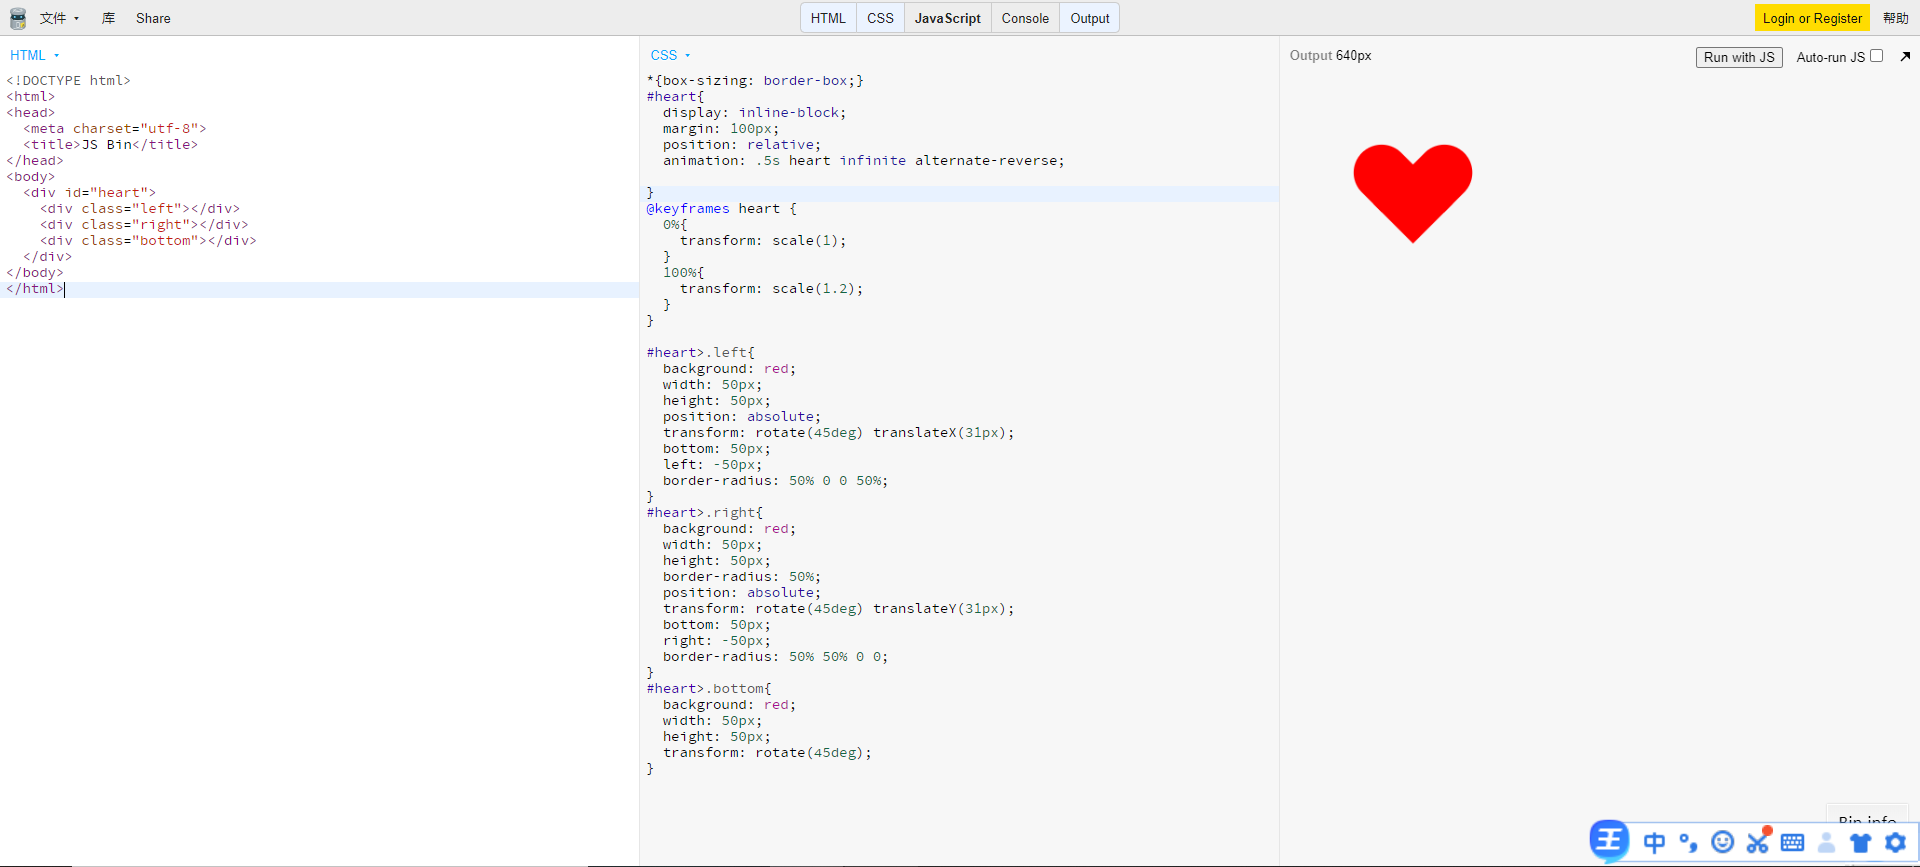 文件 库 Share HTML CSS JavaScript Console Output Login or Register 帮助
HTML
<!DOCTYPE html>
<html>
<head>
<meta charset="utf-8">
<title>JS Bin</title>
</head>
<body>
<div id="heart">
<div class="left"></div>
<div class="right"></div>
<div class="bottom"></div>
</div>
</body>
</html>
CSS
*{box-sizing: border-box;}
#heart{
display: inline-block;
margin: 100px;
position: relative;
animation: .5s heart infinite alternate-reverse;
}
@keyframes heart {
0%{
transform: scale(1);
}
100%{
transform: scale(1.2);
}
}
#heart>.left{
background: red;
width: 50px;
height: 50px;
position: absolute;
transform: rotate(45deg) translateX(31px);
bottom: 50px;
left: -50px;
border-radius: 50% 0 0 50%;
}
#heart>.right{
background: red;
width: 50px;
height: 50px;
border-radius: 50%;
position: absolute;
transform: rotate(45deg) translateY(31px);
bottom: 50px;
right: -50px;
border-radius: 50% 50% 0 0;
}
#heart>.bottom{
background: red;
width: 50px;
height: 50px;
transform: rotate(45deg);
}
Output 640px Run with JS Auto-run JS
Bin info
王 中